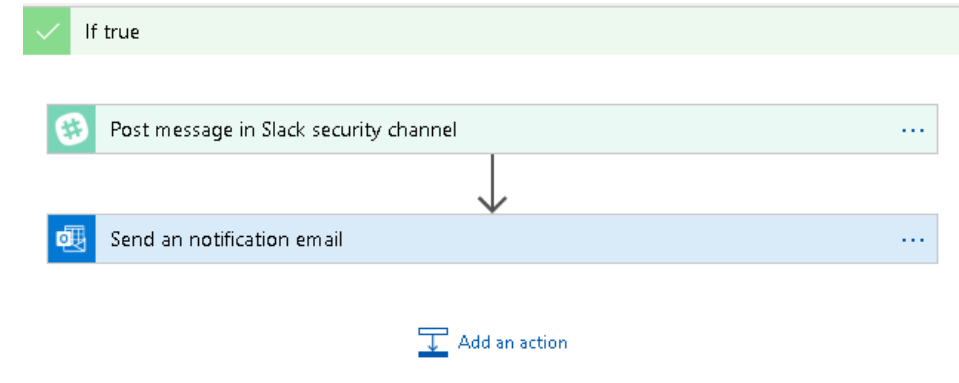 If true
Post message in Slack security channel
Send an notification email
Add an action